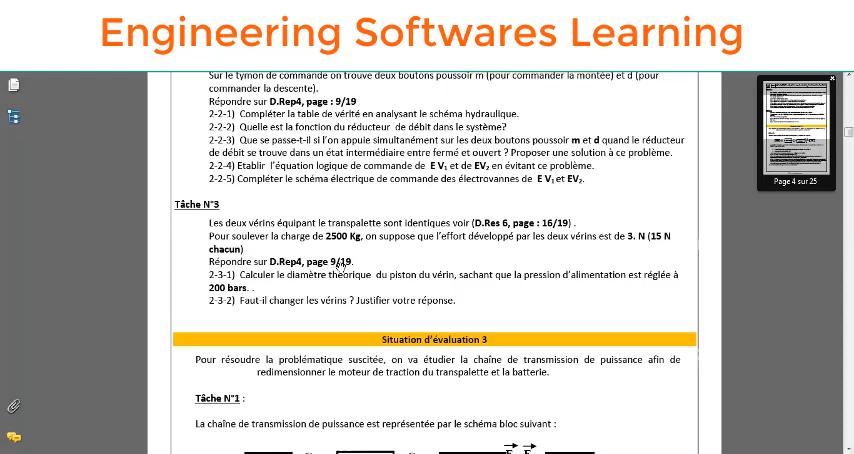 Engineering Softwares Learning
Sur le tymon de commande on trouve deux boutons poussoir m (pour commander la montée) et d (pour
commander la descente).
Répondre sur D.Rep4, page : 9/19
2-2-1) Compléter la table de vérité en analysant le schéma hydraulique.
2-2-2) Quelle est la fonction du réducteur de débit dans le système?
2-2-3) Que se passe-t-il si l'on appuie simultanément sur les deux boutons poussoir m et d quand le réducteur
de débit se trouve dans un état intermédiaire entre fermé et ouvert ? Proposer une solution à ce problème.
2-2-4) Etablir l'équation logique de commande de E V1 et de EV2 en évitant ce problème.
2-2-5) Compléter le schéma électrique de commande des électrovannes de E V1 et EV2.
Tâche N°3
Les deux vérins équipant le transpalette sont identiques voir (D.Res 6, page : 16/19) .
Pour soulever la charge de 2500 Kg, on suppose que l'effort développé par les deux vérins est de 3. N (15 N
chacun)
Répondre sur D.Rep4, page 9/19.
2-3-1) Calculer le diamètre théorique du piston du vérin, sachant que la pression d'alimentation est réglée à
200 bars. .
2-3-2) Faut-il changer les vérins ? Justifier votre réponse.
Situation d'évaluation 3
Pour résoudre la problématique suscitée, on va étudier la chaîne de transmission de puissance afin de
redimensionner le moteur de traction du transpalette et la batterie.
Tâche N°1 :
La chaîne de transmission de puissance est représentée par le schéma bloc suivant :
Page 4 sur 25